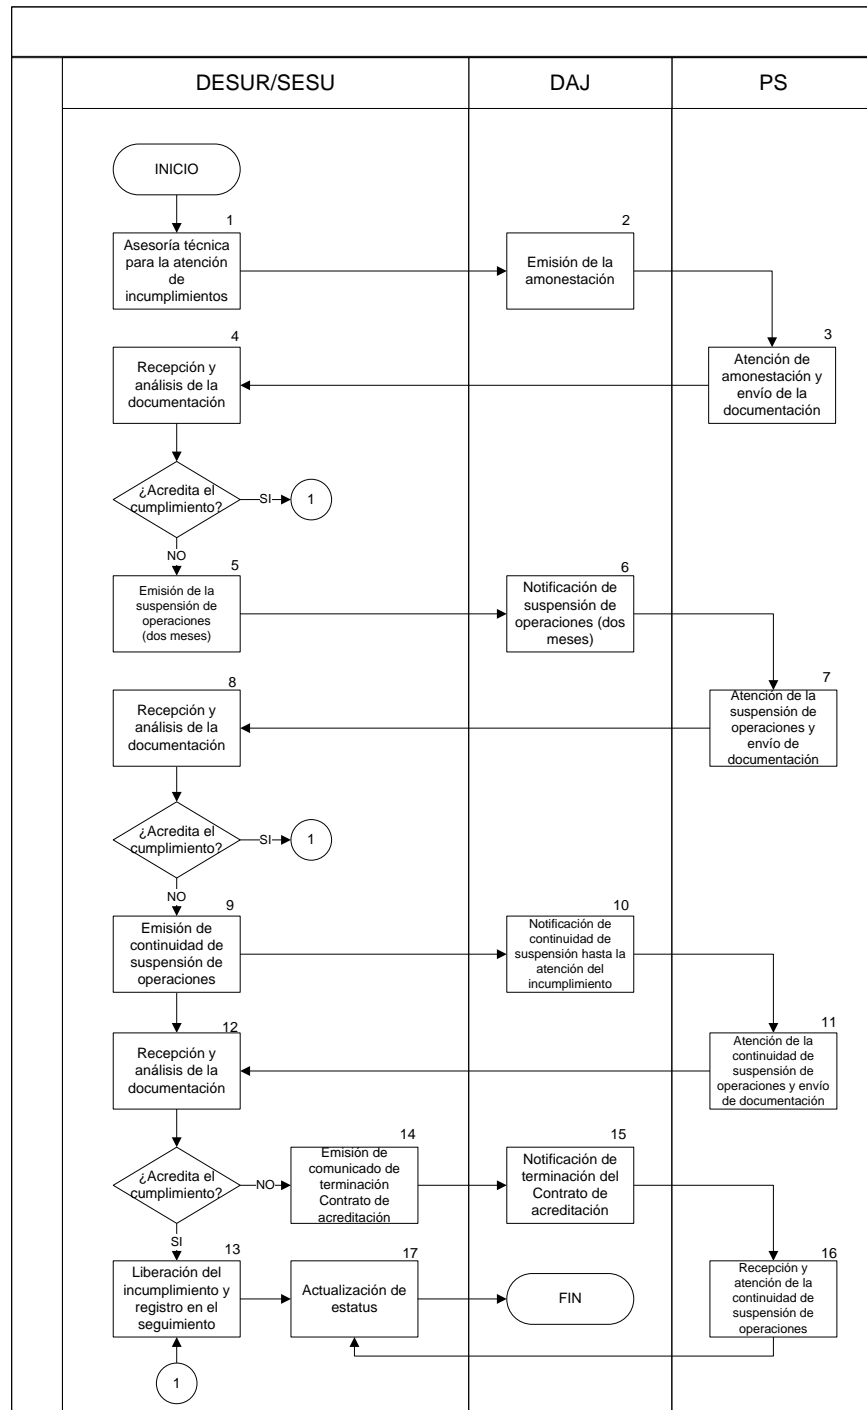 DESUR/SESU
DAJ
PS
INICIO
1
Asesoría técnica
para la atención
de
incumplimientos
2
Emisión de la
amonestación
3
Atención de
amonestación y
envío de la
documentación
4
Recepción y
análisis de la
documentación
¿Acredita el
cumplimiento?
SI
1
NO
5
Emisión de la
suspensión de
operaciones
(dos meses)
6
Notificación de
suspensión de
operaciones (dos
meses)
7
Atención de la
suspensión de
operaciones y
envío de
documentación
8
Recepción y
análisis de la
documentación
¿Acredita el
cumplimiento?
SI
1
NO
9
Emisión de
continuidad de
suspensión de
operaciones
10
Notificación de
continuidad de
suspensión hasta la
atención del
incumplimiento
11
Atención de la
continuidad de
suspensión de
operaciones y envío
de documentación
12
Recepción y
análisis de la
documentación
¿Acredita el
cumplimiento?
NO
14
Emisión de
comunicado de
terminación
Contrato de
acreditación
15
Notificación de
terminación del
Contrato de
acreditación
SI
13
Liberación del
incumplimiento y
registro en el
seguimiento
17
Actualización de
estatus
FIN
16
Recepción y
atención de la
continuidad de
suspensión de
operaciones
1